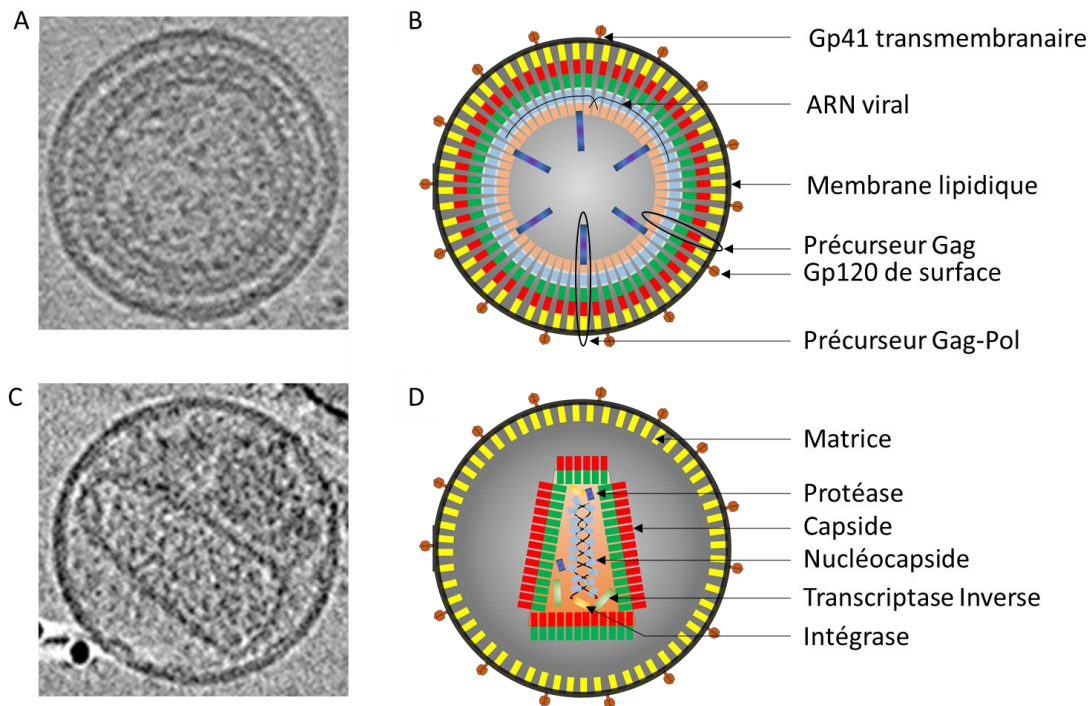 A
B
Gp41 transmembranaire
ARN viral
Membrane lipidique
Précurseur Gag
Gp120 de surface
Précurseur Gag-Pol
C
D
Matrice
Protéase
Capside
Nucléocapside
Transcriptase Inverse
Intégrase